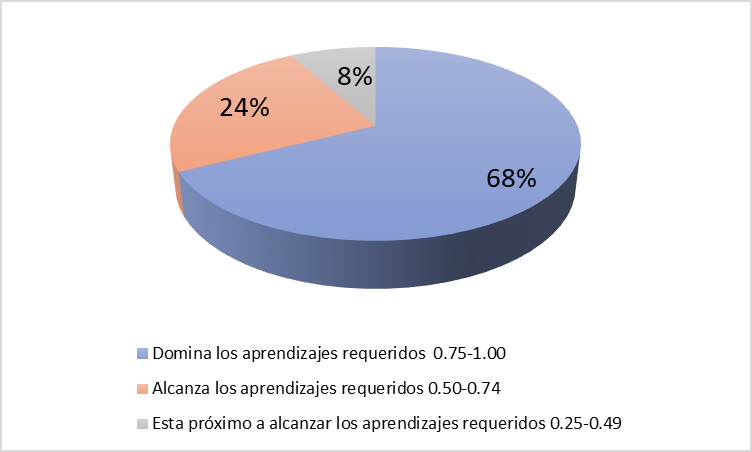 8%
24%
68%
Domina los aprendizajes requeridos  0.75-1.00
Alcanza los aprendizajes requeridos 0.50-0.74
Esta próximo a alcanzar los aprendizajes requeridos 0.25-0.49